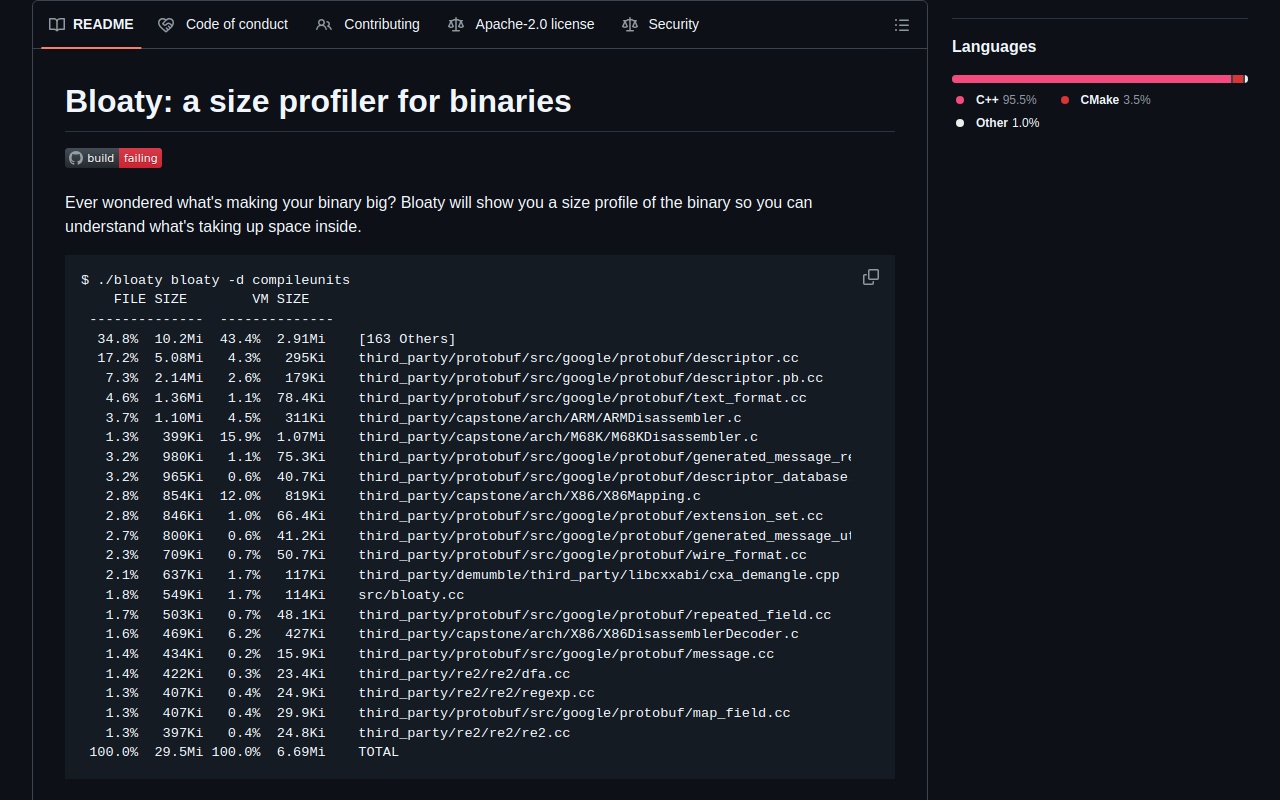 README Code of conduct Contributing Apache-2.0 license Security
Bloaty: a size profiler for binaries
build failing
Ever wondered what's making your binary big? Bloaty will show you a size profile of the binary so you can
understand what's taking up space inside.
$ ./bloaty bloaty -d compileunits
    FILE SIZE        VM SIZE
 --------------  --------------
  34.8%  10.2Mi  43.4%  2.91Mi    [163 Others]
  17.2%  5.08Mi   4.3%   295Ki    third_party/protobuf/src/google/protobuf/descriptor.cc
   7.3%  2.14Mi   2.6%   179Ki    third_party/protobuf/src/google/protobuf/descriptor.pb.cc
   4.6%  1.36Mi   1.1%  78.4Ki    third_party/protobuf/src/google/protobuf/text_format.cc
   3.7%  1.10Mi   4.5%   311Ki    third_party/capstone/arch/ARM/ARMDisassembler.c
   1.3%   399Ki  15.9%  1.07Mi    third_party/capstone/arch/M68K/M68KDisassembler.c
   3.2%   980Ki   1.1%  75.3Ki    third_party/protobuf/src/google/protobuf/generated_message_re
   3.2%   965Ki   0.6%  40.7Ki    third_party/protobuf/src/google/protobuf/descriptor_database
   2.8%   854Ki  12.0%   819Ki    third_party/capstone/arch/X86/X86Mapping.c
   2.8%   846Ki   1.0%  66.4Ki    third_party/protobuf/src/google/protobuf/extension_set.cc
   2.7%   800Ki   0.6%  41.2Ki    third_party/protobuf/src/google/protobuf/generated_message_ut
   2.3%   709Ki   0.7%  50.7Ki    third_party/protobuf/src/google/protobuf/wire_format.cc
   2.1%   637Ki   1.7%   117Ki    third_party/demumble/third_party/libcxxabi/cxa_demangle.cpp
   1.8%   549Ki   1.7%   114Ki    src/bloaty.cc
   1.7%   503Ki   0.7%  48.1Ki    third_party/protobuf/src/google/protobuf/repeated_field.cc
   1.6%   469Ki   6.2%   427Ki    third_party/capstone/arch/X86/X86DisassemblerDecoder.c
   1.4%   434Ki   0.2%  15.9Ki    third_party/protobuf/src/google/protobuf/message.cc
   1.4%   422Ki   0.3%  23.4Ki    third_party/re2/re2/dfa.cc
   1.3%   407Ki   0.4%  24.9Ki    third_party/re2/re2/regexp.cc
   1.3%   407Ki   0.4%  29.9Ki    third_party/protobuf/src/google/protobuf/map_field.cc
   1.3%   397Ki   0.4%  24.8Ki    third_party/re2/re2/re2.cc
 100.0%  29.5Mi 100.0%  6.69Mi    TOTAL
Languages
C++ 95.5% CMake 3.5%
Other 1.0%